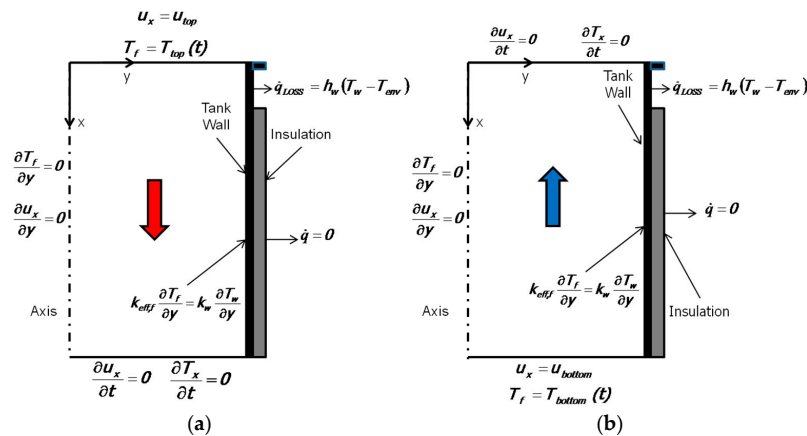 u_x = u_top
T_f = T_top (t)
y
x
q̇_LOSS = h_w (T_w − T_env)
Tank
Wall
Insulation
∂T_f/∂y = 0
∂u_x/∂y = 0
q̇ = 0
k_eff,f ∂T_f/∂y = k_w ∂T_w/∂y
Axis
∂u_x/∂t = 0 ∂T_x/∂t = 0
(a)
∂u_x/∂t = 0 ∂T_x/∂t = 0
y
x
q̇_LOSS = h_w (T_w − T_env)
Tank
Wall
∂T_f/∂y = 0
∂u_x/∂y = 0
q̇ = 0
k_eff,f ∂T_f/∂y = k_w ∂T_w/∂y
Axis
Insulation
u_x = u_bottom
T_f = T_bottom (t)
(b)